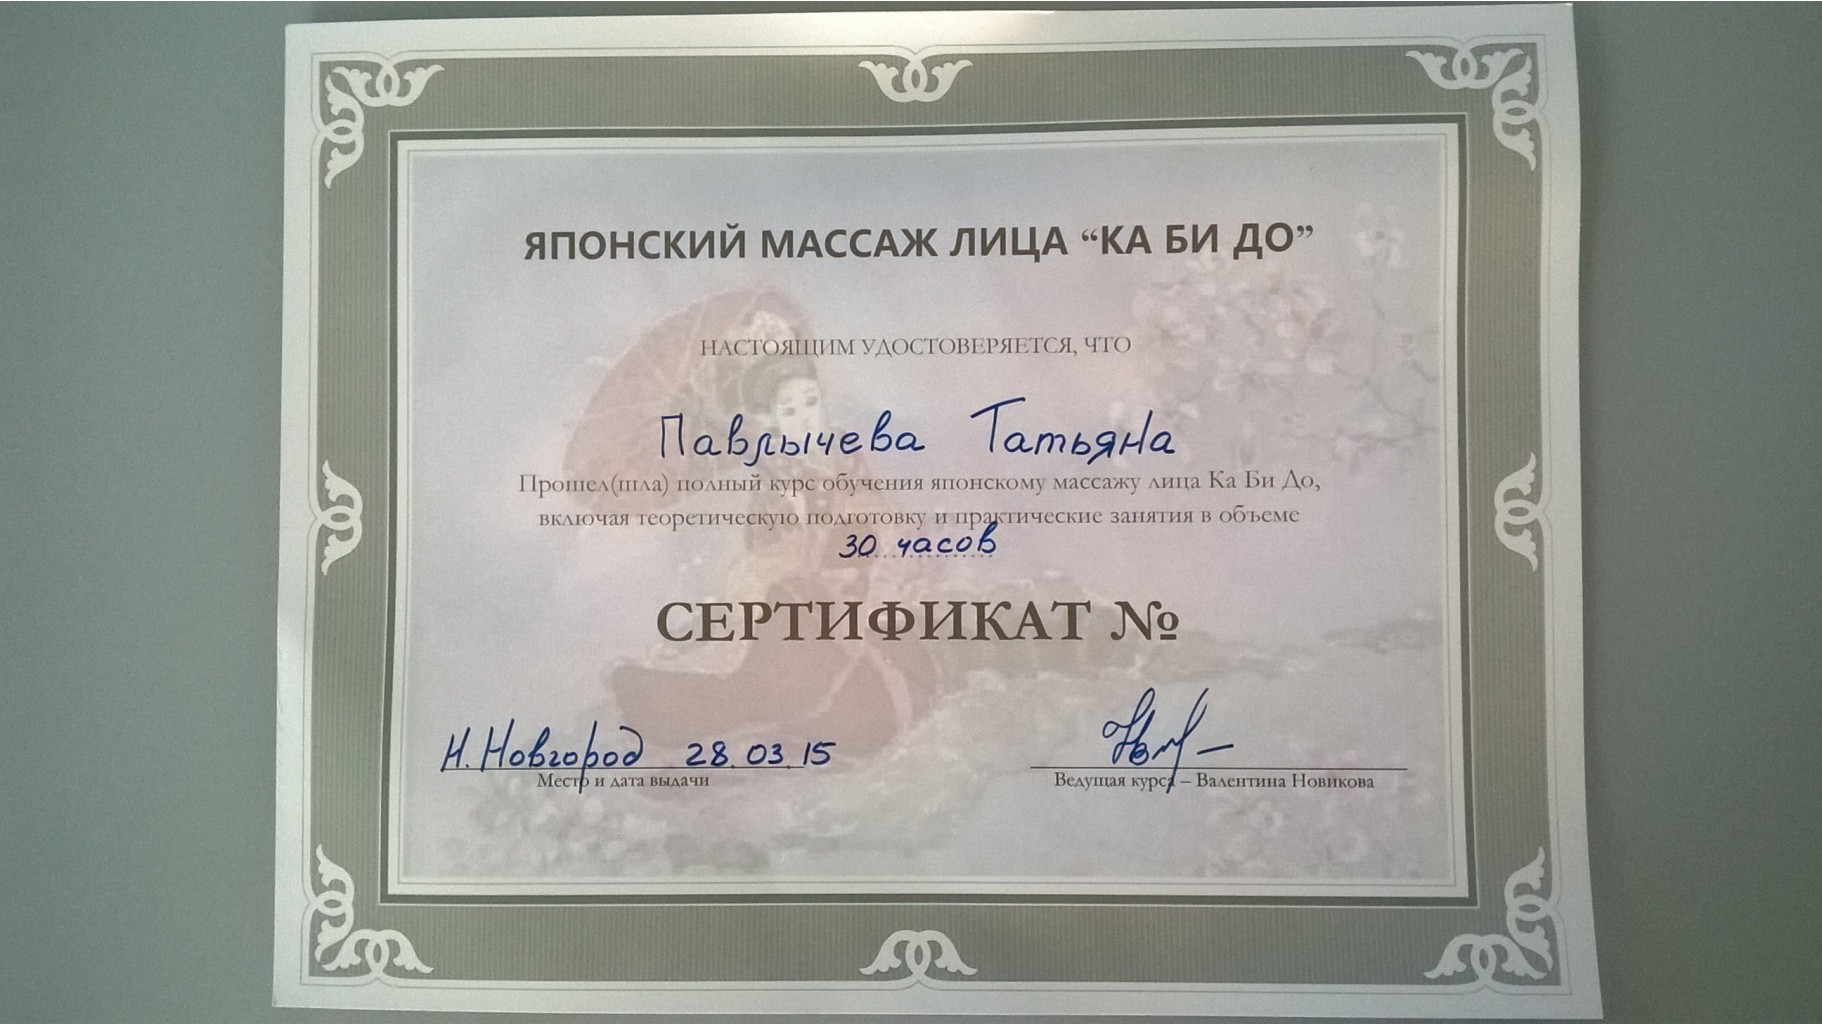 ЯПОНСКИЙ МАССАЖ ЛИЦА “КА БИ ДО”
НАСТОЯЩИМ УДОСТОВЕРЯЕТСЯ, ЧТО
Павлычева Татьяна
Прошел(шла) полный курс обучения японскому массажу лица Ка Би До,
включая теоретическую подготовку и практические занятия в объеме
30 часов
СЕРТИФИКАТ №
Н. Новгород 28.03.15
Место и дата выдачи
Ведущая курса – Валентина Новикова